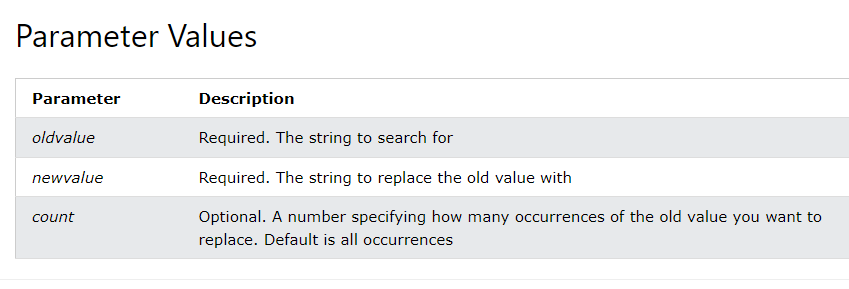 Parameter Values
Parameter Description
oldvalue Required. The string to search for
newvalue Required. The string to replace the old value with
count Optional. A number specifying how many occurrences of the old value you want to
replace. Default is all occurrences